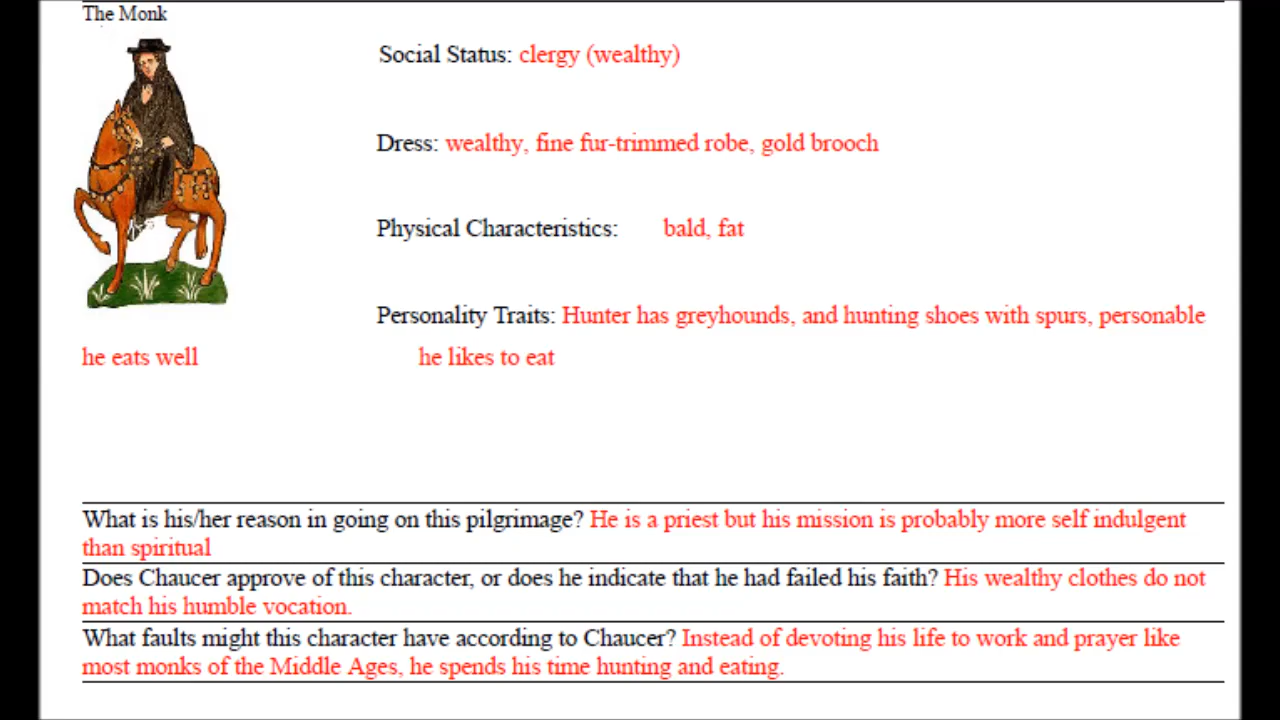 The Monk
Social Status: clergy (wealthy)
Dress: wealthy, fine fur-trimmed robe, gold brooch
Physical Characteristics: bald, fat
Personality Traits: Hunter has greyhounds, and hunting shoes with spurs, personable
he eats well he likes to eat
What is his/her reason in going on this pilgrimage? He is a priest but his mission is probably more self indulgent
than spiritual
Does Chaucer approve of this character, or does he indicate that he had failed his faith? His wealthy clothes do not
match his humble vocation.
What faults might this character have according to Chaucer? Instead of devoting his life to work and prayer like
most monks of the Middle Ages, he spends his time hunting and eating.